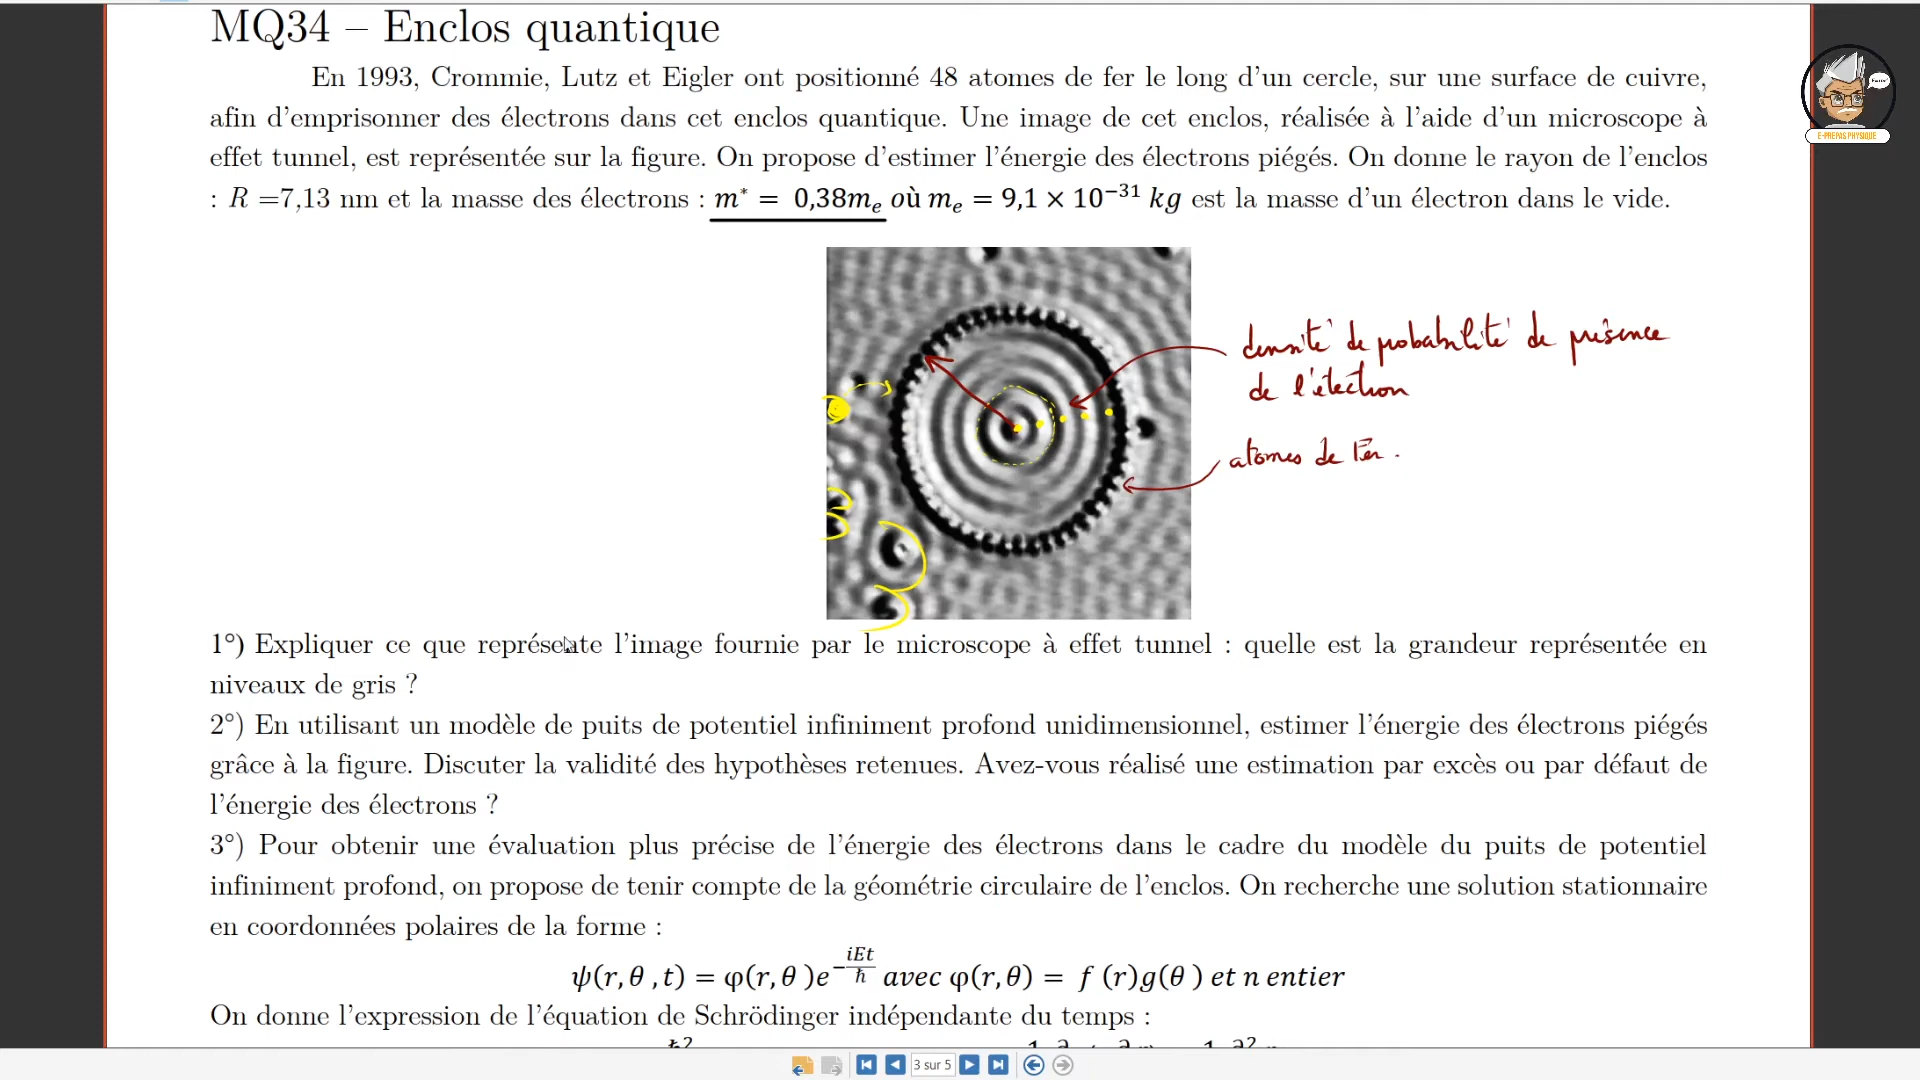 MQ34 – Enclos quantique
En 1993, Crommie, Lutz et Eigler ont positionné 48 atomes de fer le long d'un cercle, sur une surface de cuivre,
afin d'emprisonner des électrons dans cet enclos quantique. Une image de cet enclos, réalisée à l'aide d'un microscope à
effet tunnel, est représentée sur la figure. On propose d'estimer l'énergie des électrons piégés. On donne le rayon de l'enclos
: R =7,13 nm et la masse des électrons : m* = 0,38mₑ où mₑ = 9,1 × 10⁻³¹ kg est la masse d'un électron dans le vide.
E-PREPAS PHYSIQUE
densité de probabilité de présence
de l'électron
atomes de Fer.
1°) Expliquer ce que représente l'image fournie par le microscope à effet tunnel : quelle est la grandeur représentée en
niveaux de gris ?
2°) En utilisant un modèle de puits de potentiel infiniment profond unidimensionnel, estimer l'énergie des électrons piégés
grâce à la figure. Discuter la validité des hypothèses retenues. Avez-vous réalisé une estimation par excès ou par défaut de
l'énergie des électrons ?
3°) Pour obtenir une évaluation plus précise de l'énergie des électrons dans le cadre du modèle du puits de potentiel
infiniment profond, on propose de tenir compte de la géométrie circulaire de l'enclos. On recherche une solution stationnaire
en coordonnées polaires de la forme :
ψ(r, θ ,t) = φ(r, θ )e^(-iEt/ħ) avec φ(r, θ) = f (r)g(θ ) et n entier
On donne l'expression de l'équation de Schrödinger indépendante du temps :
3 sur 5